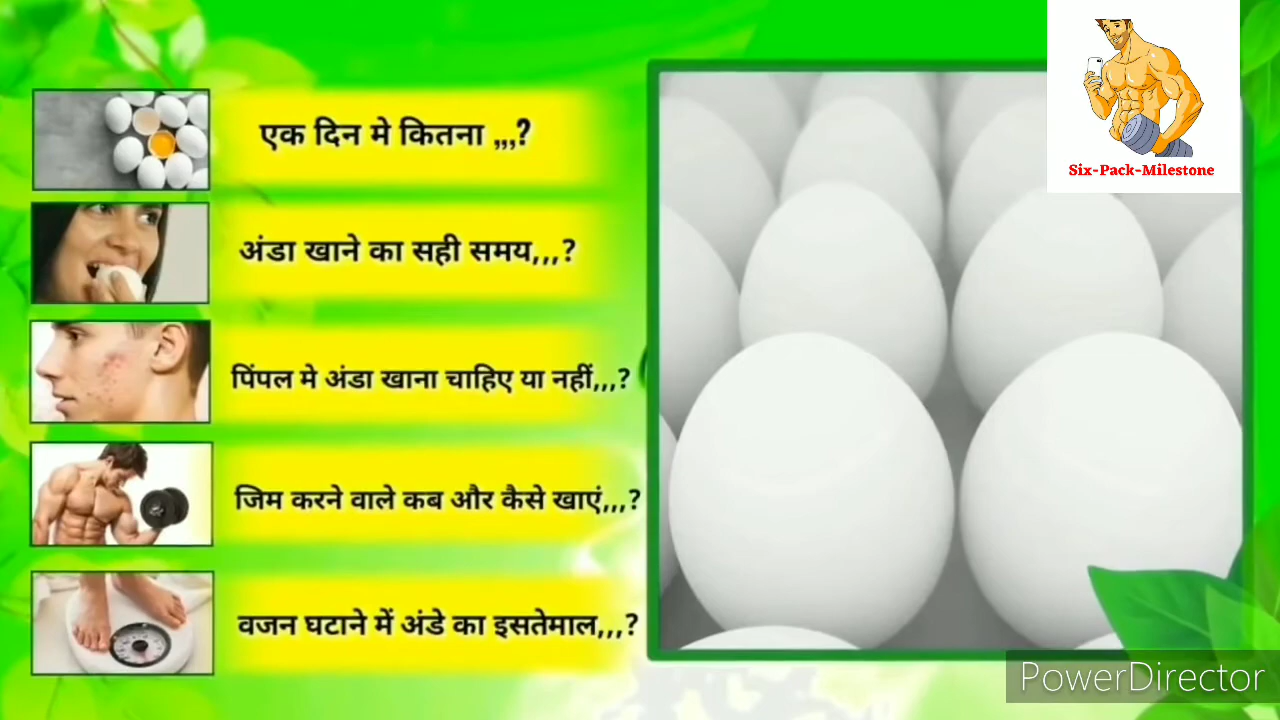 एक दिन मे कितना ,,,?
अंडा खाने का सही समय,,,?
पिंपल मे अंडा खाना चाहिए या नहीं,,,?
जिम करने वाले कब और कैसे खाएं,,,?
वजन घटाने में अंडे का इसतेमाल,,,?
Six-Pack-Milestone
PowerDirector